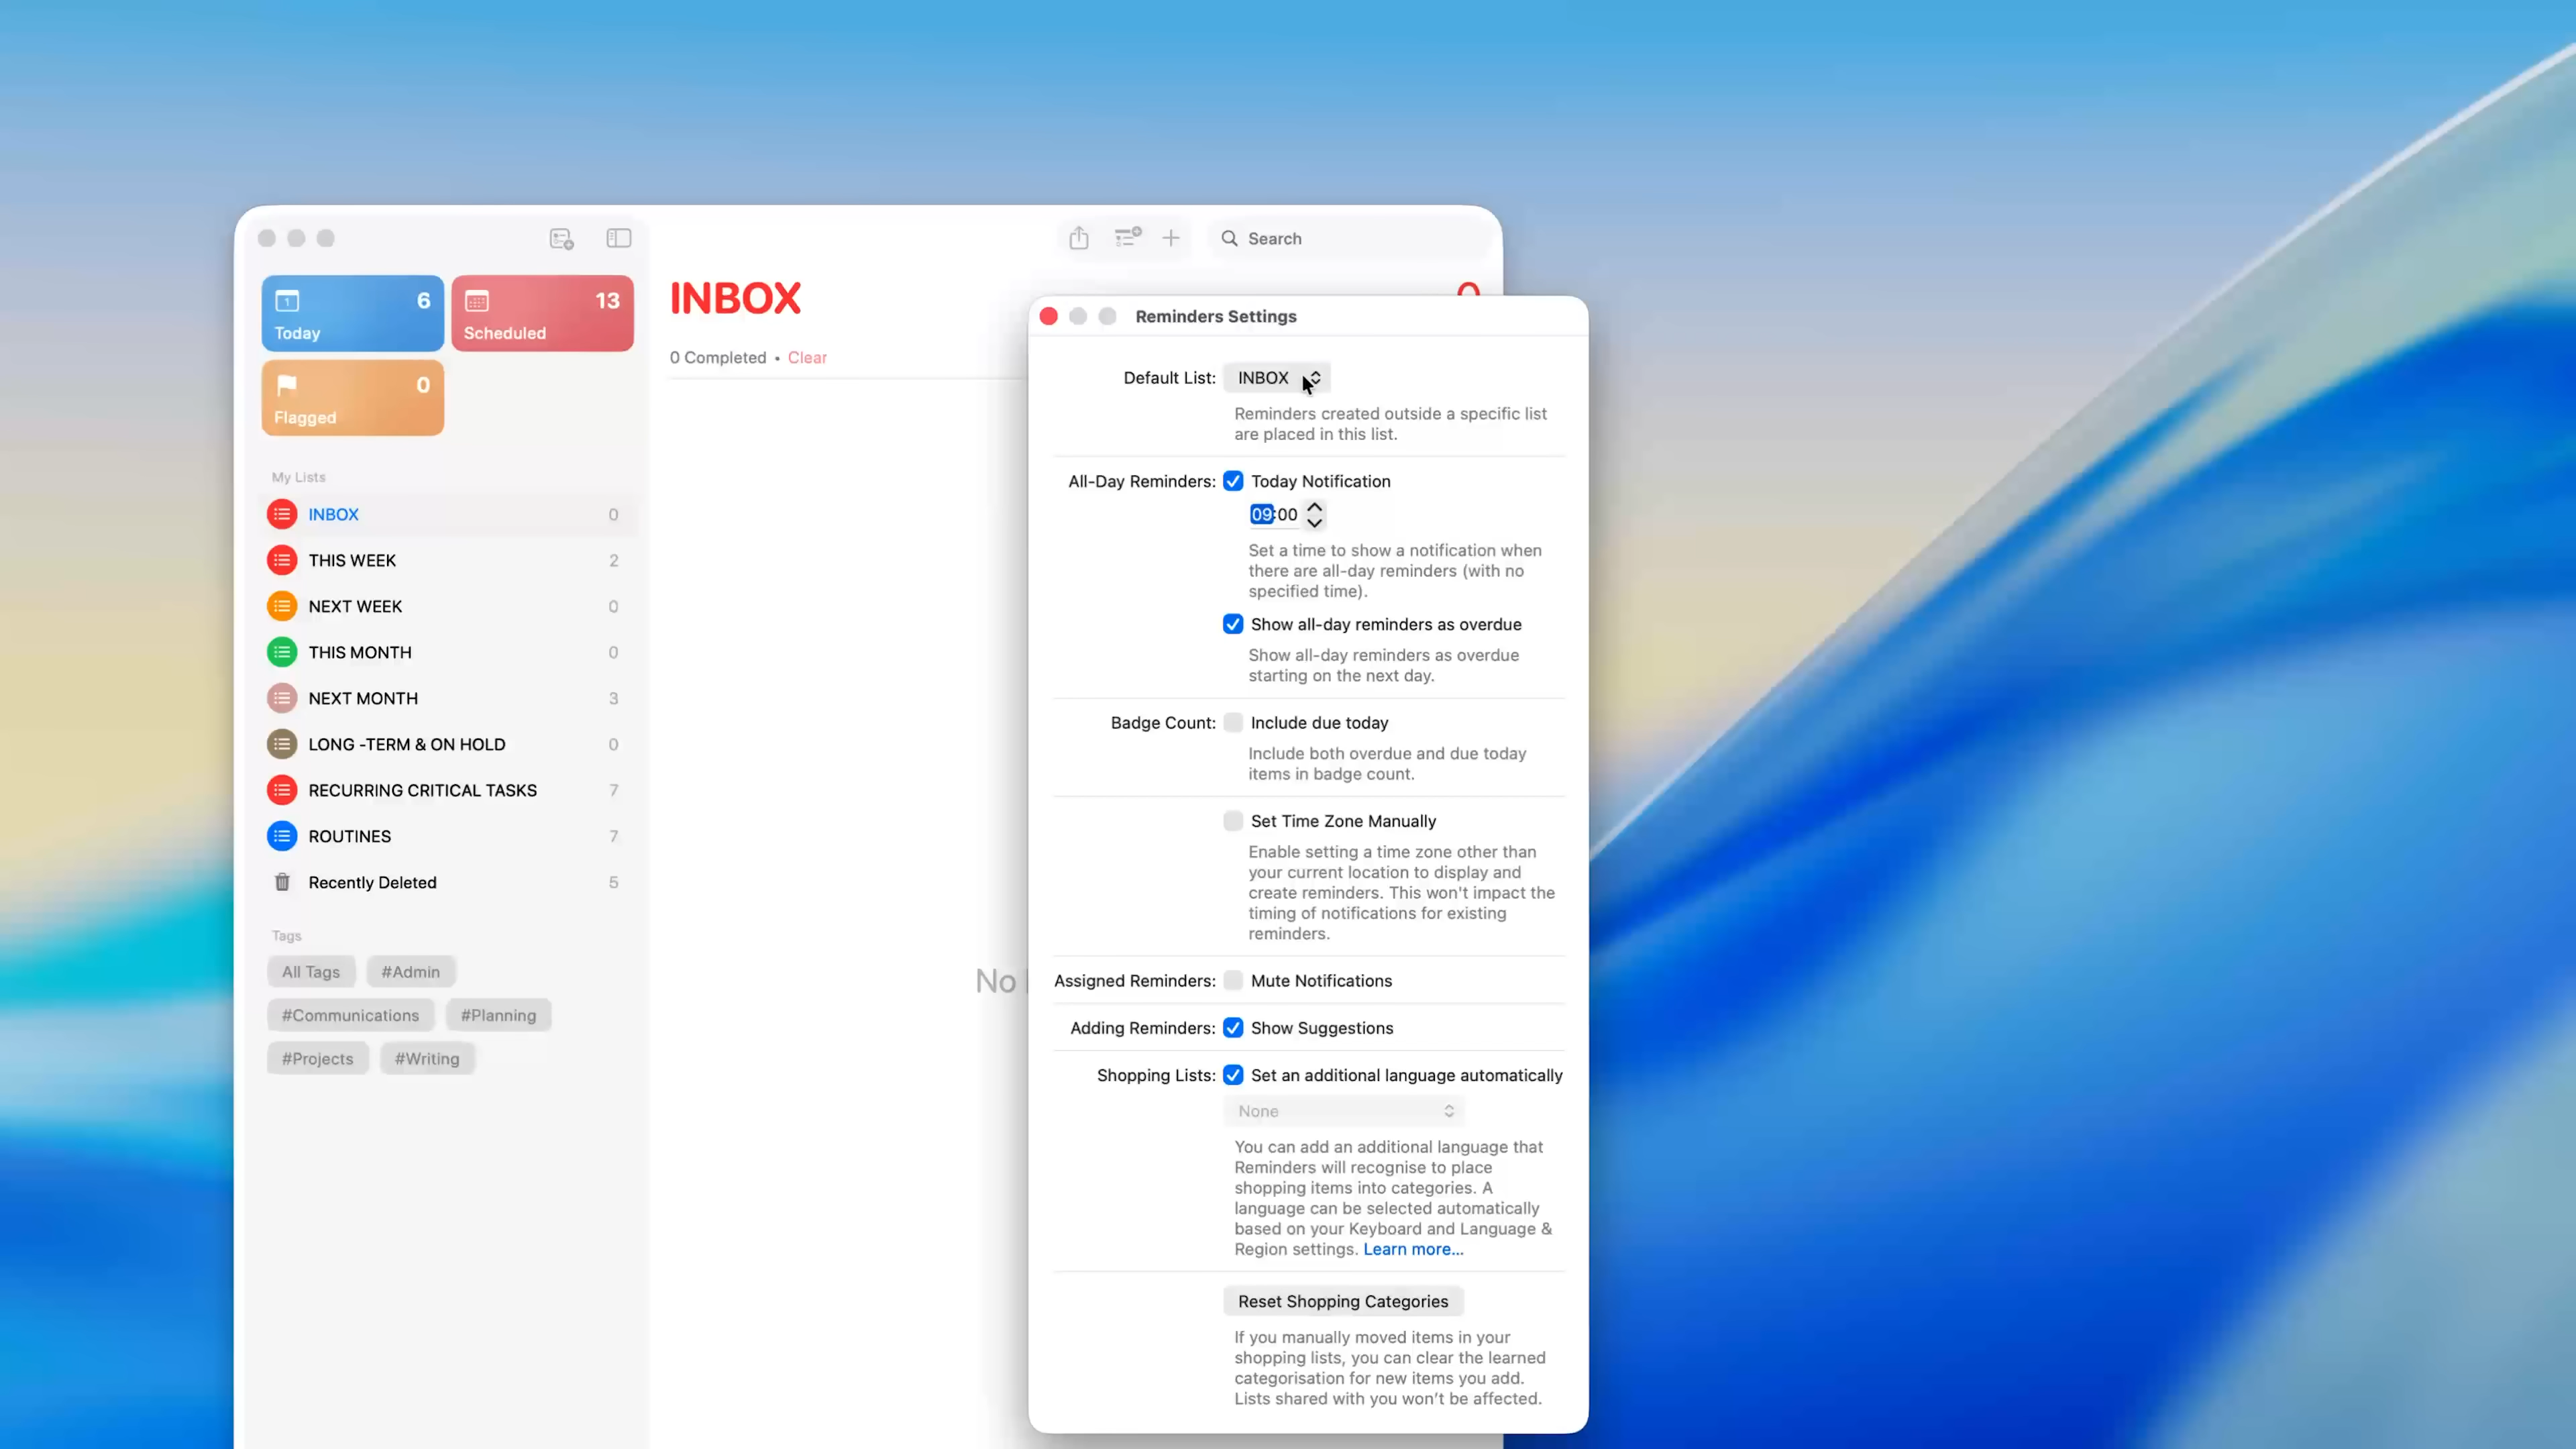 Search
1
6
Today
13
Scheduled
0
Flagged
My Lists
INBOX 0
THIS WEEK 2
NEXT WEEK 0
THIS MONTH 0
NEXT MONTH 3
LONG -TERM & ON HOLD 0
RECURRING CRITICAL TASKS 7
ROUTINES 7
Recently Deleted 5
Tags
All Tags #Admin
#Communications #Planning
#Projects #Writing
INBOX
0 Completed • Clear
No
Reminders Settings
Default List: INBOX
Reminders created outside a specific list
are placed in this list.
All-Day Reminders: Today Notification
09:00
Set a time to show a notification when
there are all-day reminders (with no
specified time).
Show all-day reminders as overdue
Show all-day reminders as overdue
starting on the next day.
Badge Count: Include due today
Include both overdue and due today
items in badge count.
Set Time Zone Manually
Enable setting a time zone other than
your current location to display and
create reminders. This won't impact the
timing of notifications for existing
reminders.
Assigned Reminders: Mute Notifications
Adding Reminders: Show Suggestions
Shopping Lists: Set an additional language automatically
None
You can add an additional language that
Reminders will recognise to place
shopping items into categories. A
language can be selected automatically
based on your Keyboard and Language &
Region settings. Learn more...
Reset Shopping Categories
If you manually moved items in your
shopping lists, you can clear the learned
categorisation for new items you add.
Lists shared with you won't be affected.